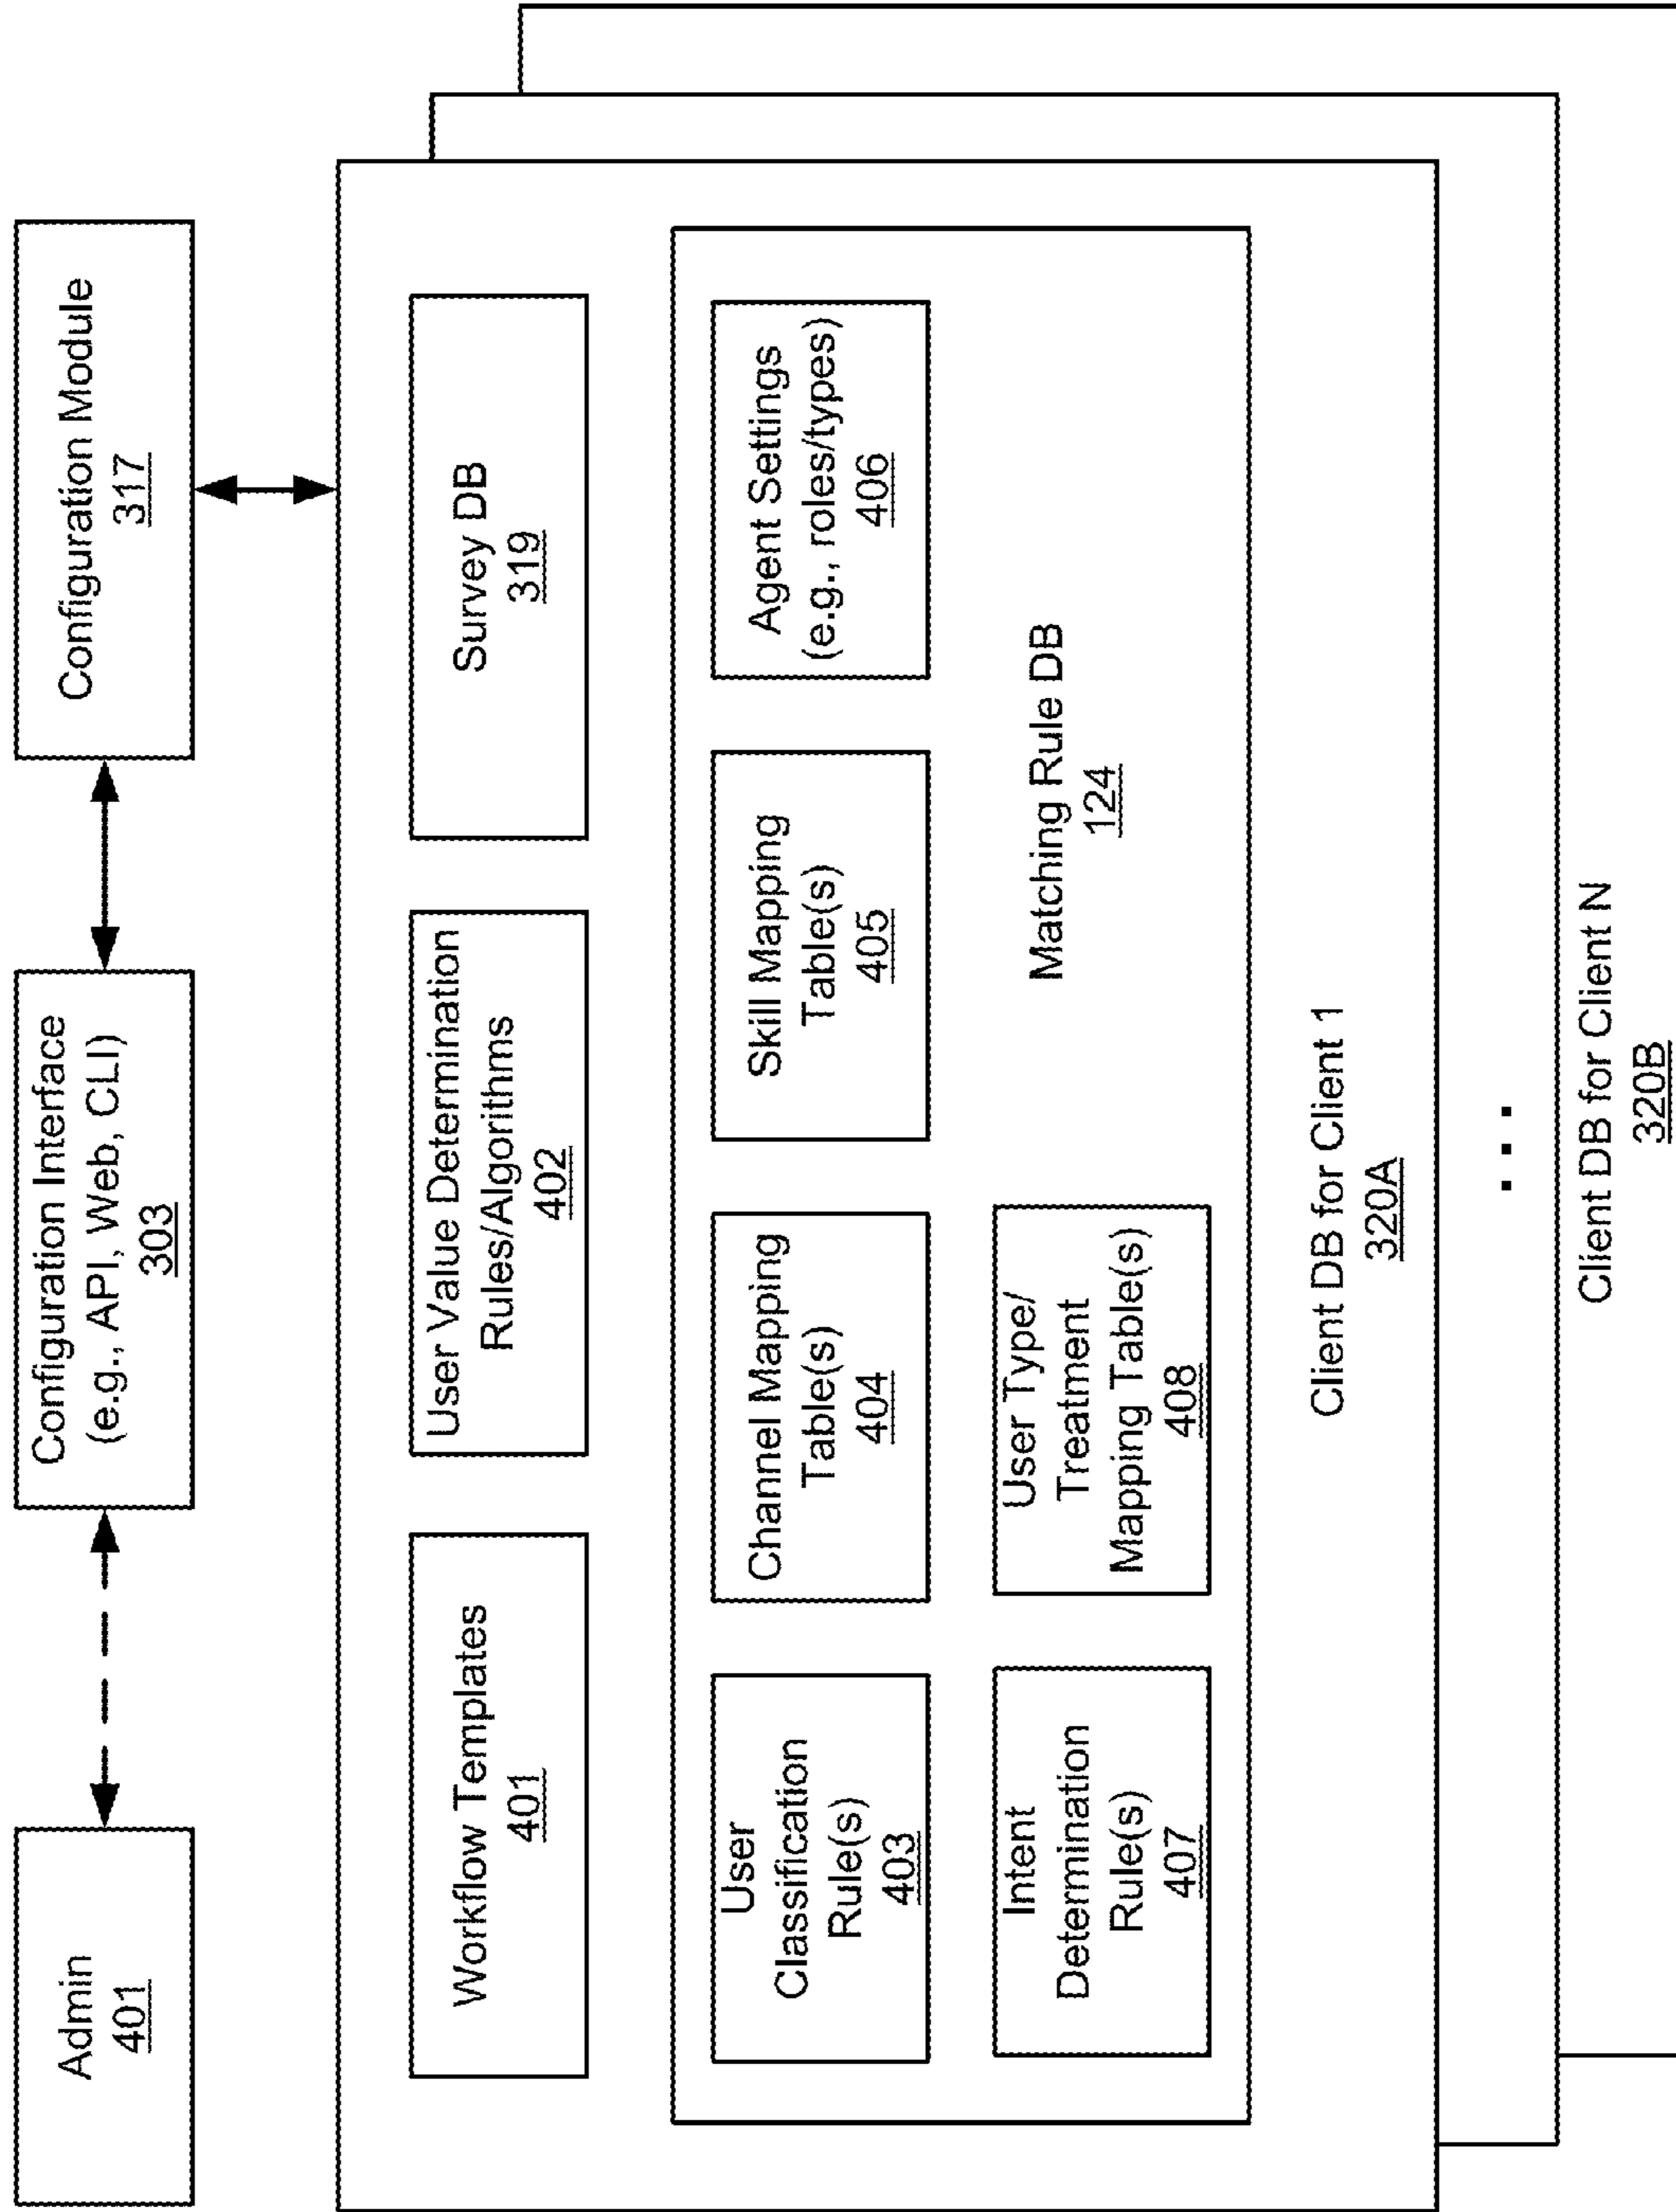 Admin
401
Configuration Interface
(e.g., API, Web, CLI)
303
Configuration Module
317
Workflow Templates
401
User Value Determination
Rules/Algorithms
402
Survey DB
319
User
Classification
Rule(s)
403
Channel Mapping
Table(s)
404
Skill Mapping
Table(s)
405
Agent Settings
(e.g., roles/types)
406
Intent
Determination
Rule(s)
407
User Type/
Treatment
Mapping Table(s)
408
Matching Rule DB
124
Client DB for Client 1
320A
...
Client DB for Client N
320B